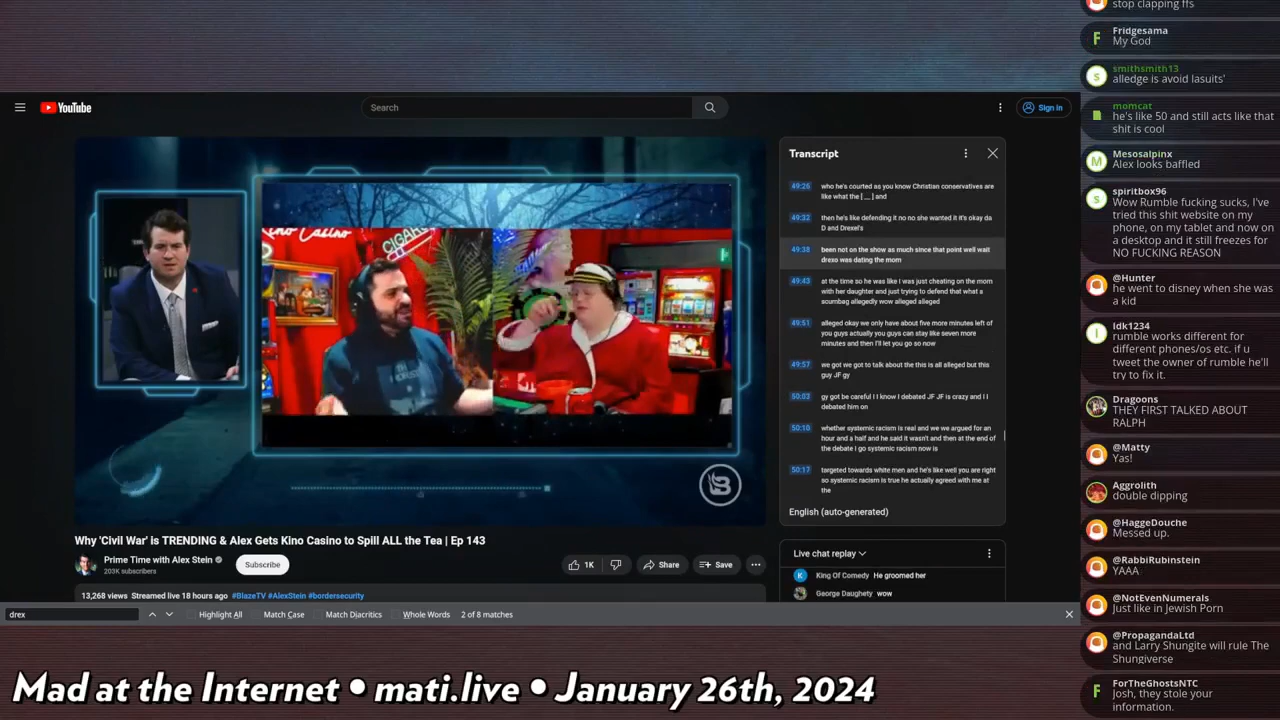 YouTube
Search
Sign in
CIGARS
Transcript
49:26 who he's courted as you know Christian conservatives are
like what the [ __ ] and
49:32 then he's like defending it no no she wanted it it's okay da
D and Drexel's
49:38 been not on the show as much since that point well wait
drexo was dating the mom
49:43 at the time so he was like I was just cheating on the mom
with her daughter and just trying to defend that what a
scumbag allegedly wow alleged alleged
49:51 alleged okay we only have about five more minutes left of
you guys actually you guys can stay like seven more
minutes and then I'll let you go so now
49:57 we got we got to talk about the this is all alleged but this
guy JF gy
50:03 gy got be careful I I know I debated JF JF is crazy and I I
debated him on
50:10 whether systemic racism is real and we we argued for an
hour and a half and he said it wasn't and then at the end of
the debate I go systemic racism now is
50:17 targeted towards white men and he's like well you are right
so systemic racism is true he actually agreed with me at
the
English (auto-generated)
Why 'Civil War' is TRENDING & Alex Gets Kino Casino to Spill ALL the Tea | Ep 143
Prime Time with Alex Stein
203K subscribers
Subscribe
1K
Share
Save
Live chat replay
King Of Comedy He groomed her
George Daughety wow
13,268 views Streamed live 18 hours ago #BlazeTV #AlexStein #bordersecurity
drex
Highlight All
Match Case
Match Diacritics
Whole Words
2 of 8 matches
Mad at the Internet • mati.live • January 26th, 2024
stop clapping ffs
Fridgesama
My God
smithsmith13
alledge is avoid lasuits'
momcat
he's like 50 and still acts like that
shit is cool
Mesosalpinx
Alex looks baffled
spiritbox96
Wow Rumble fucking sucks, I've
tried this shit website on my
phone, on my tablet and now on
a desktop and it still freezes for
NO FUCKING REASON
@Hunter
he went to disney when she was
a kid
Idk1234
rumble works different for
different phones/os etc. if u
tweet the owner of rumble he'll
try to fix it.
Dragoons
THEY FIRST TALKED ABOUT
RALPH
@Matty
Yas!
Aggrolith
double dipping
@HaggeDouche
Messed up.
@RabbiRubinstein
YAAA
@NotEvenNumerals
Just like in Jewish Porn
@PropagandaLtd
and Larry Shungite will rule The
Shungiverse
ForTheGhostsNTC
Josh, they stole your
information.